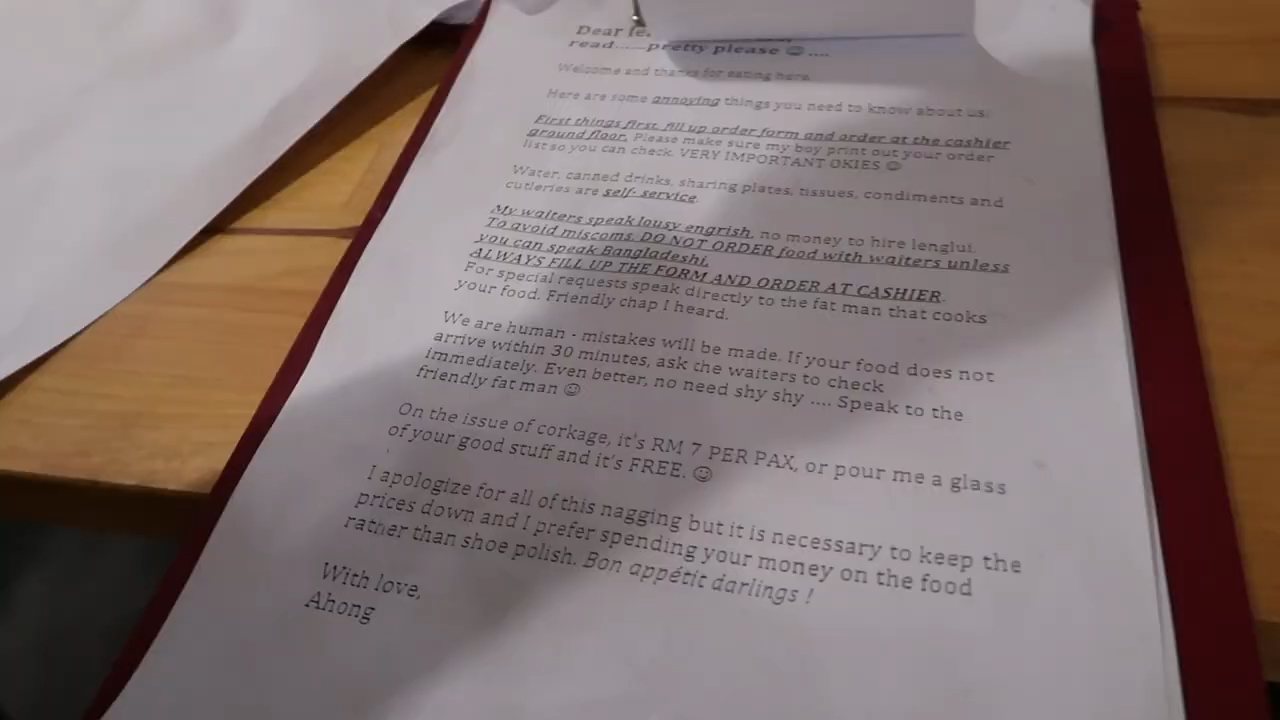 Dear
read......pretty please ☺....
Welcome and thanks for eating here.
Here are some annoying things you need to know about us:
First things first, fill up order form and order at the cashier
ground floor. Please make sure my boy print out your order
list so you can check. VERY IMPORTANT OKIES ☺
Water, canned drinks, sharing plates, tissues, condiments and
cutleries are self- service.
My waiters speak lousy engrish, no money to hire lenglui.
To avoid miscoms, DO NOT ORDER food with waiters unless
you can speak Bangladeshi.
ALWAYS FILL UP THE FORM AND ORDER AT CASHIER.
For special requests speak directly to the fat man that cooks
your food. Friendly chap I heard.
We are human - mistakes will be made. If your food does not
arrive within 30 minutes, ask the waiters to check
immediately. Even better, no need shy shy .... Speak to the
friendly fat man ☺
On the issue of corkage, it's RM 7 PER PAX, or pour me a glass
of your good stuff and it's FREE. ☺
I apologize for all of this nagging but it is necessary to keep the
prices down and I prefer spending your money on the food
rather than shoe polish. Bon appétit darlings !
With love,
Ahong